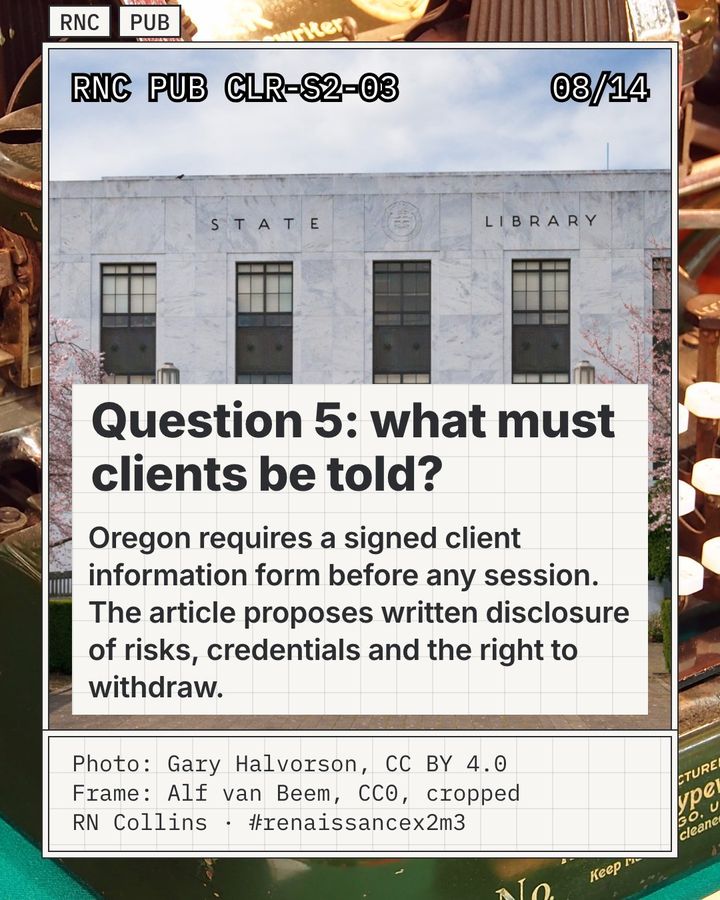 RNC PUB
RNC PUB CLR-S2-03 08/14
STATE LIBRARY
Question 5: what must
clients be told?
Oregon requires a signed client
information form before any session.
The article proposes written disclosure
of risks, credentials and the right to
withdraw.
Photo: Gary Halvorson, CC BY 4.0
Frame: Alf van Beem, CC0, cropped
RN Collins · #renaissancex2m3
Keep
No.